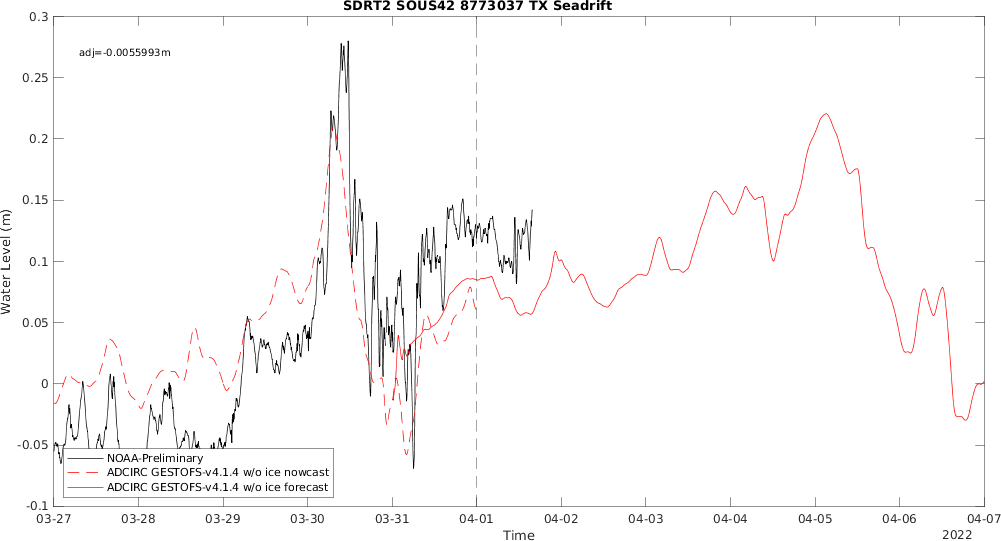 SDRT2 SOUS42 8773037 TX Seadrift
adj=-0.0055993m
0.3
0.25
0.2
0.15
0.1
0.05
0
-0.05
-0.1
Water Level (m)
NOAA-Preliminary
ADCIRC GESTOFS-v4.1.4 w/o ice nowcast
ADCIRC GESTOFS-v4.1.4 w/o ice forecast
03-27 03-28 03-29 03-30 03-31 04-01 04-02 04-03 04-04 04-05 04-06 04-07
Time
2022